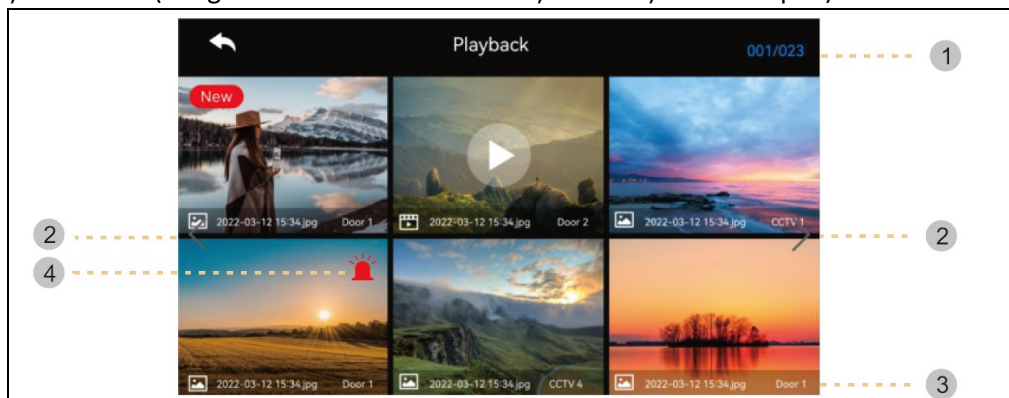 Playback
001/023
1
New
2022-03-12 15:34.jpg Door 1
2022-03-12 15:34.jpg Door 2
2022-03-12 15:34.jpg CCTV 1
2
2
4
2022-03-12 15:34.jpg Door 1
2022-03-12 15:34.jpg CCTV 4
2022-03-12 15:34.jpg Door 1
3